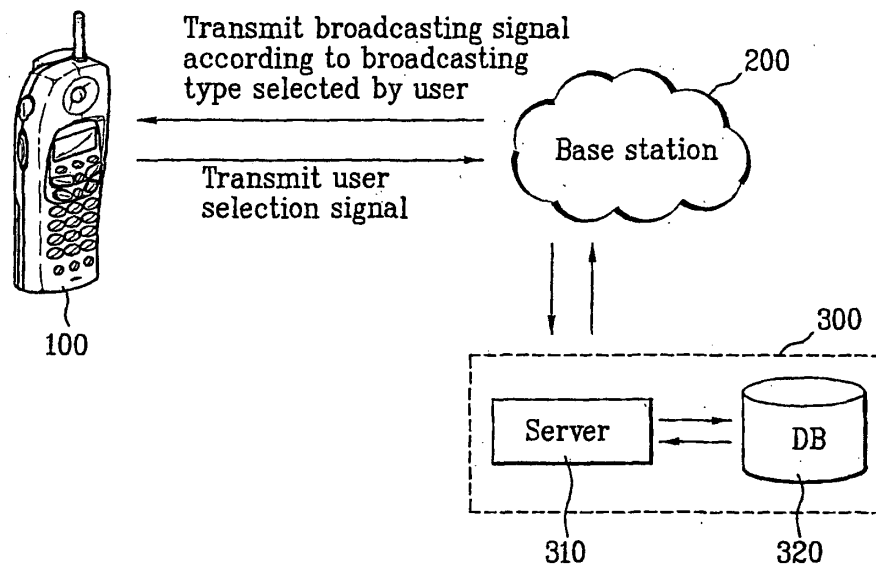 Transmit broadcasting signal
according to broadcasting
type selected by user
200
Base station
Transmit user
selection signal
100
300
Server
DB
310
320